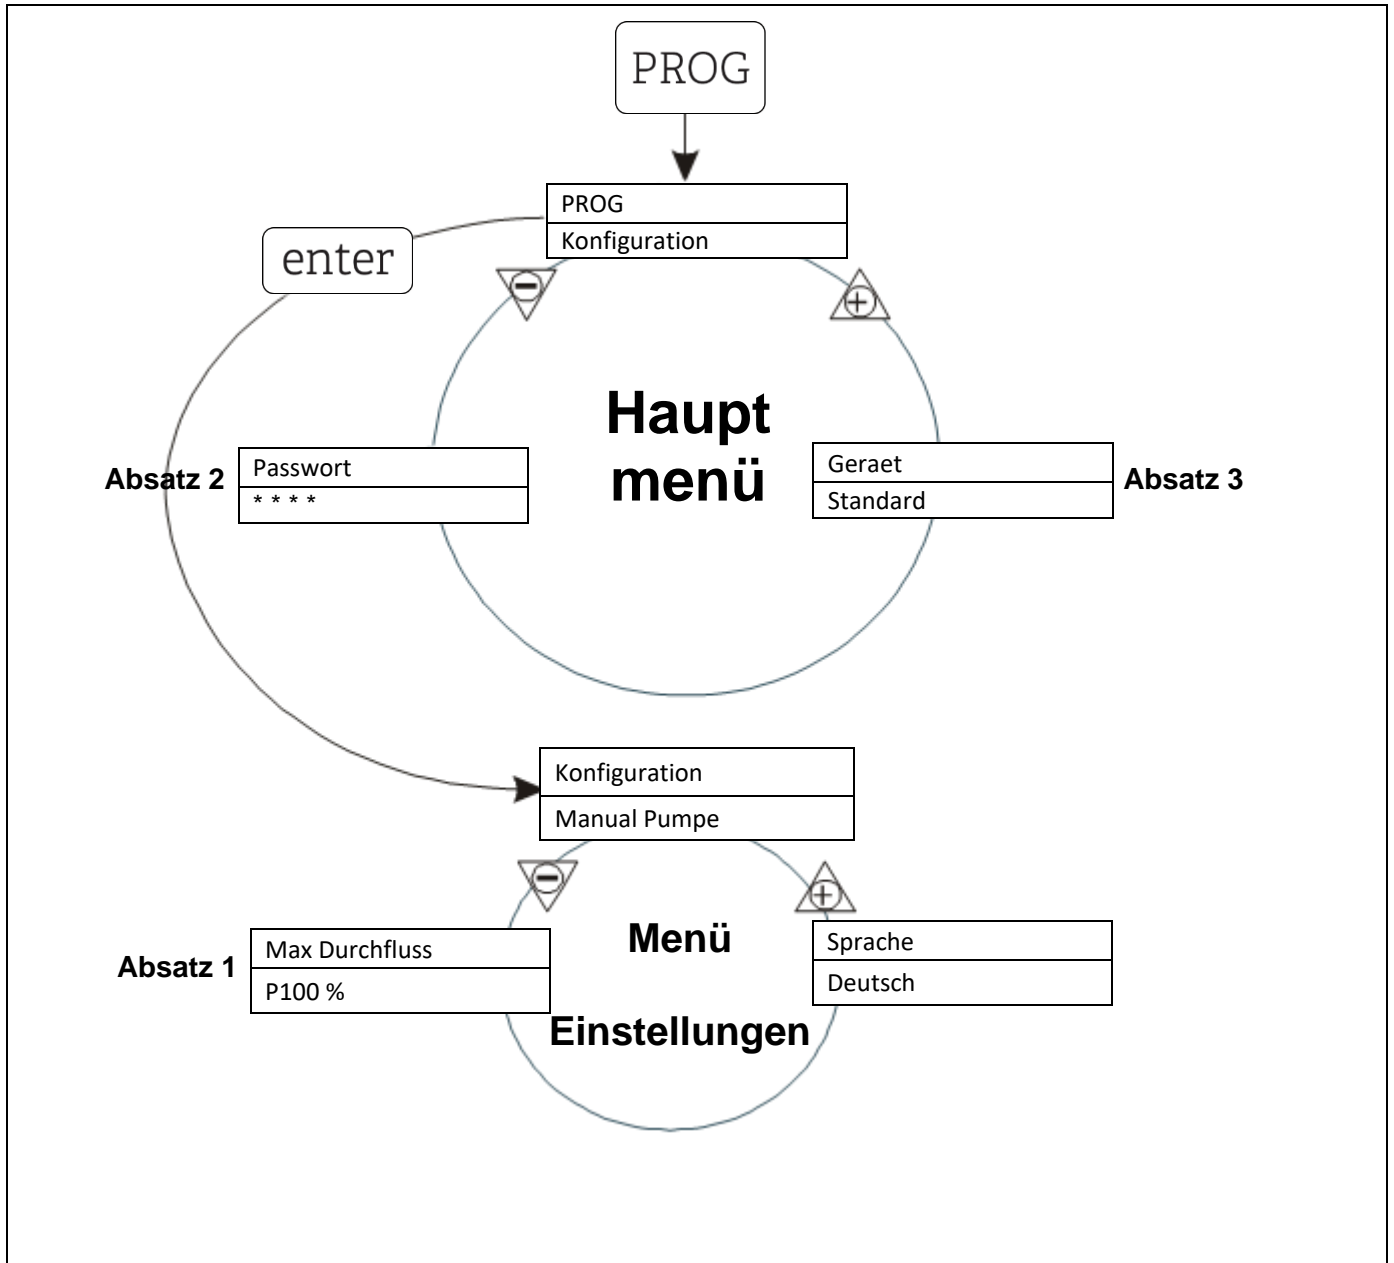 PROG
PROG
Konfiguration
enter
Haupt
menü
Absatz 2
Passwort
* * * *
Geraet
Standard
Absatz 3
Konfiguration
Manual Pumpe
Absatz 1
Max Durchfluss
P100 %
Menü
Einstellungen
Sprache
Deutsch